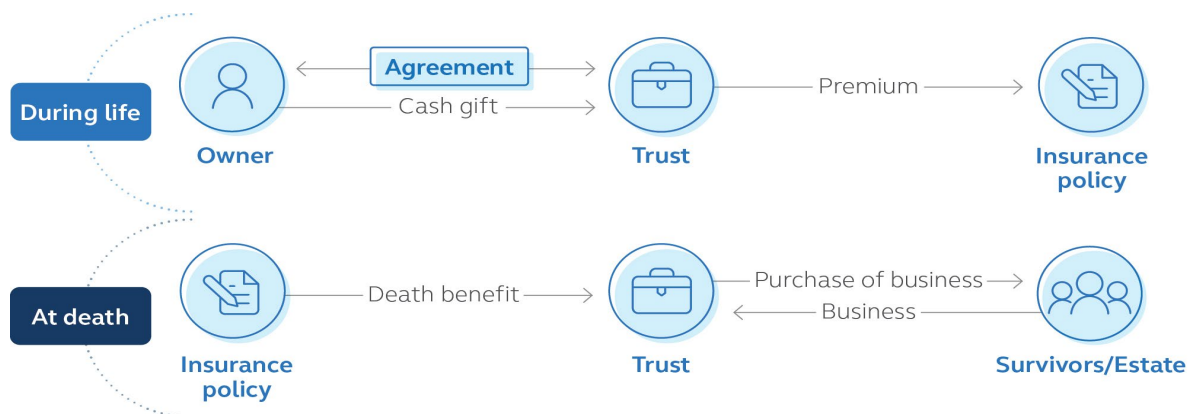 During life
Agreement
Cash gift
Premium
Owner
Trust
Insurance
policy
At death
Death benefit
Purchase of business
Business
Insurance
policy
Trust
Survivors/Estate